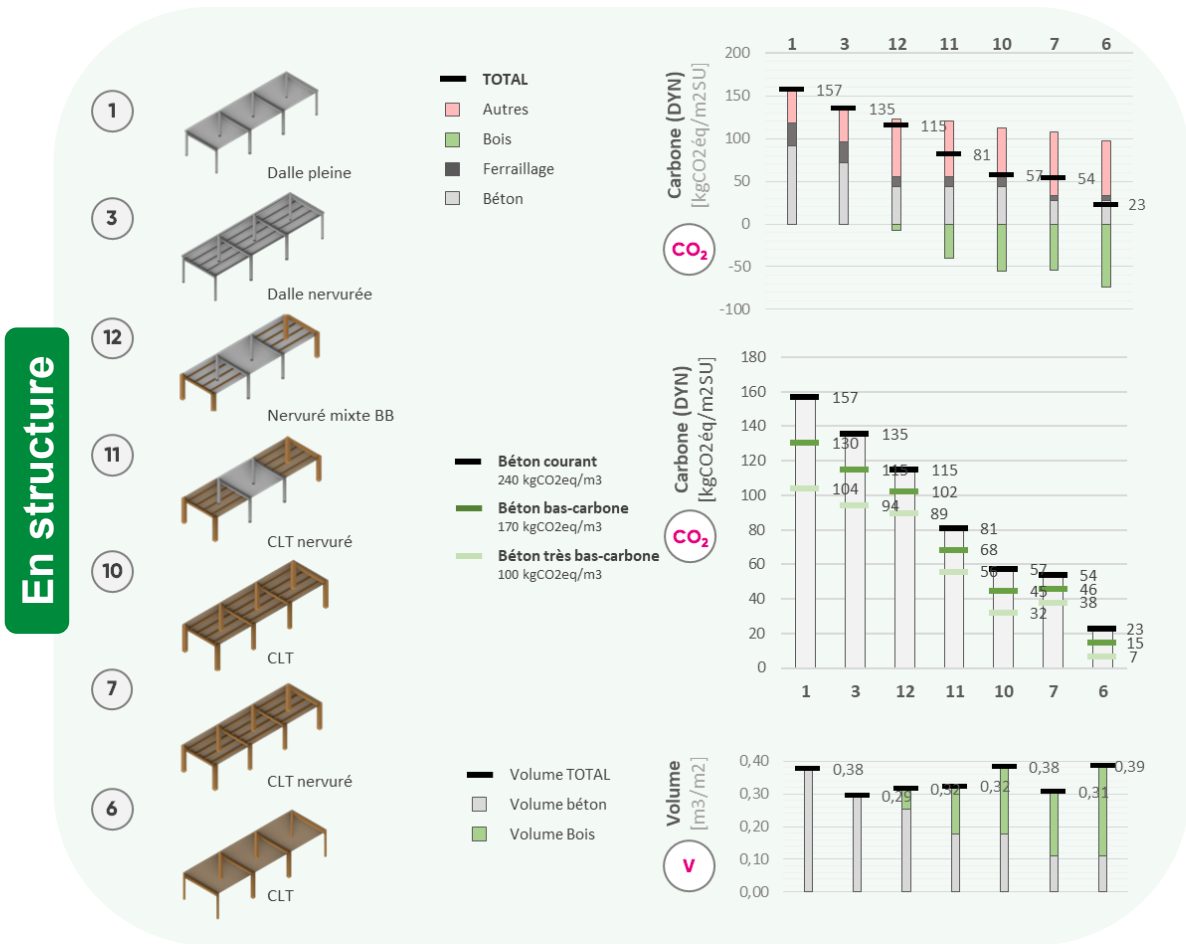 En structure
1
Dalle pleine
3
Dalle nervurée
12
Nervuré mixte BB
11
CLT nervuré
10
CLT
7
CLT nervuré
6
CLT
TOTAL
Autres
Bois
Ferraillage
Béton
Carbone (DYN)
[kgCO2éq/m2SU]
CO2
1 3 12 11 10 7 6
200
150
100
50
0
-50
-100
157
135
115
81
57
54
23
Béton courant
240 kgCO2eq/m3
Béton bas-carbone
170 kgCO2eq/m3
Béton très bas-carbone
100 kgCO2eq/m3
Carbone (DYN)
[kgCO2éq/m2SU]
CO2
180
160
140
120
100
80
60
40
20
0
157
130
104
135
115
94
115
102
89
81
68
56
57
45
32
54
46
38
23
15
7
1 3 12 11 10 7 6
Volume TOTAL
Volume béton
Volume Bois
Volume
[m3/m2]
V
0,40
0,30
0,20
0,10
0,00
0,38
0,29
0,32
0,32
0,38
0,31
0,39